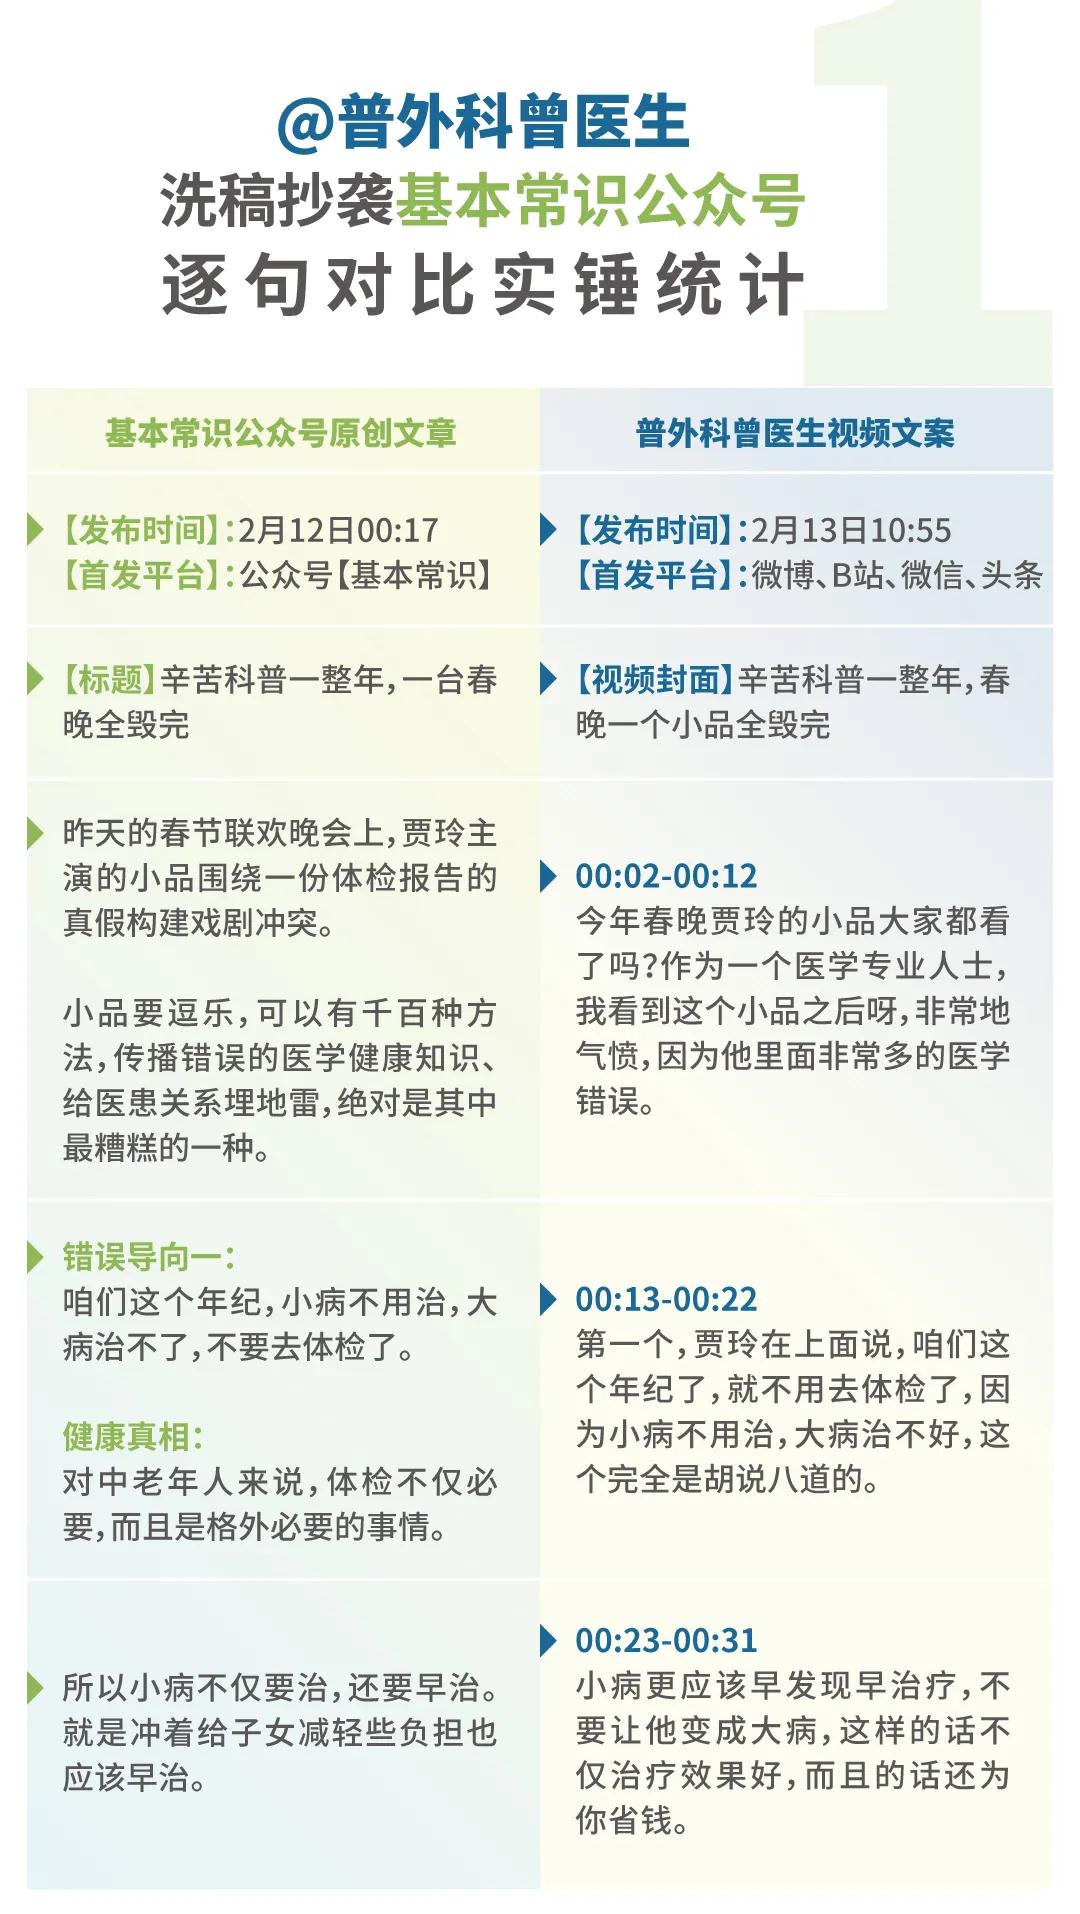 1
@普外科曾医生
洗稿抄袭基本常识公众号
逐句对比实锤统计
基本常识公众号原创文章
普外科曾医生视频文案
【发布时间】：2月12日00:17
【首发平台】：公众号【基本常识】
【发布时间】：2月13日10:55
【首发平台】：微博、B站、微信、头条
【标题】辛苦科普一整年，一台春
晚全毁完
【视频封面】辛苦科普一整年，春
晚一个小品全毁完
昨天的春节联欢晚会上，贾玲主
演的小品围绕一份体检报告的
真假构建戏剧冲突。
小品要逗乐，可以有千百种方
法，传播错误的医学健康知识、
给医患关系埋地雷，绝对是其中
最糟糕的一种。
00:02-00:12
今年春晚贾玲的小品大家都看
了吗？作为一个医学专业人士，
我看到这个小品之后呀，非常地
气愤，因为他里面非常多的医学
错误。
错误导向一：
咱们这个年纪，小病不用治，大
病治不了，不要去体检了。
健康真相：
对中老年人来说，体检不仅必
要，而且是格外必要的事情。
00:13-00:22
第一个，贾玲在上面说，咱们这
个年纪了，就不用去体检了，因
为小病不用治，大病治不好，这
个完全是胡说八道的。
所以小病不仅要治，还要早治。
就是冲着给子女减轻些负担也
应该早治。
00:23-00:31
小病更应该早发现早治疗，不
要让他变成大病，这样的话不
仅治疗效果好，而且的话还为
你省钱。